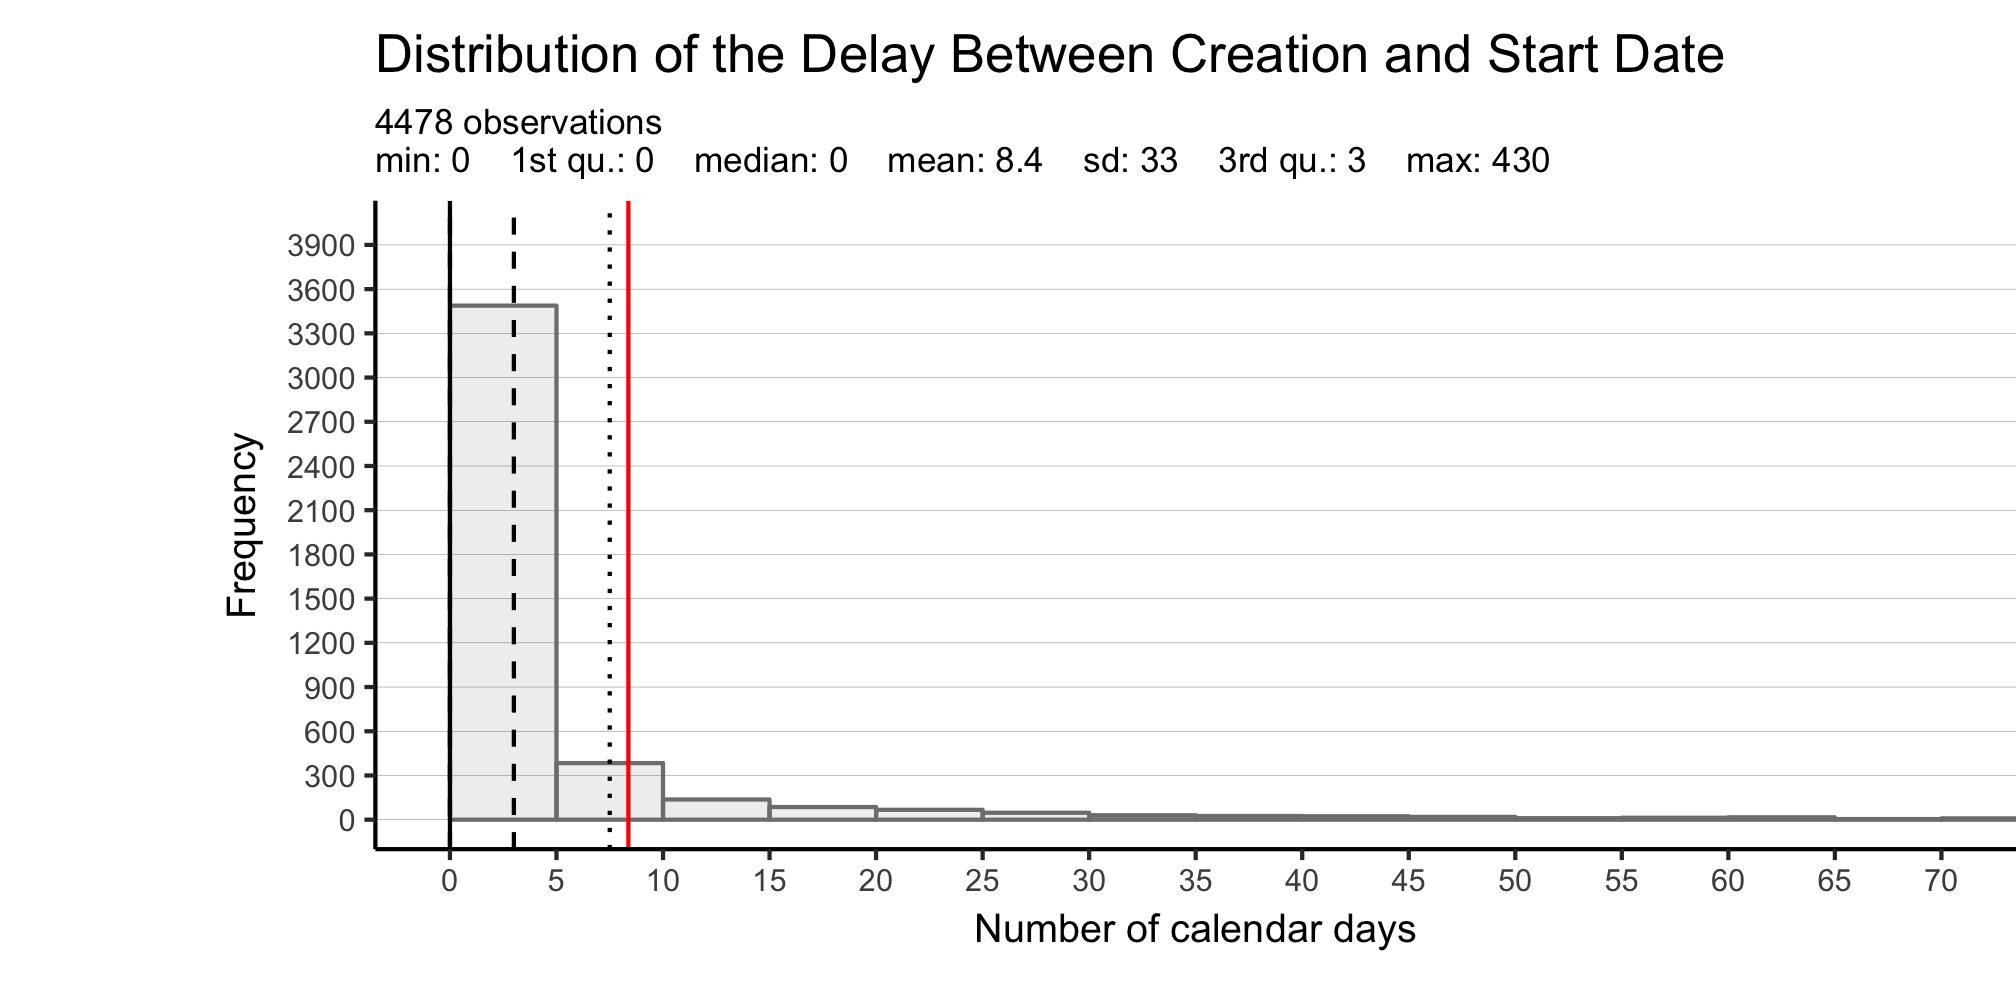 Distribution of the Delay Between Creation and Start Date
4478 observations
min: 0 1st qu.: 0 median: 0 mean: 8.4 sd: 33 3rd qu.: 3 max: 430
Frequency
3900
3600
3300
3000
2700
2400
2100
1800
1500
1200
900
600
300
0
0 5 10 15 20 25 30 35 40 45 50 55 60 65 70
Number of calendar days